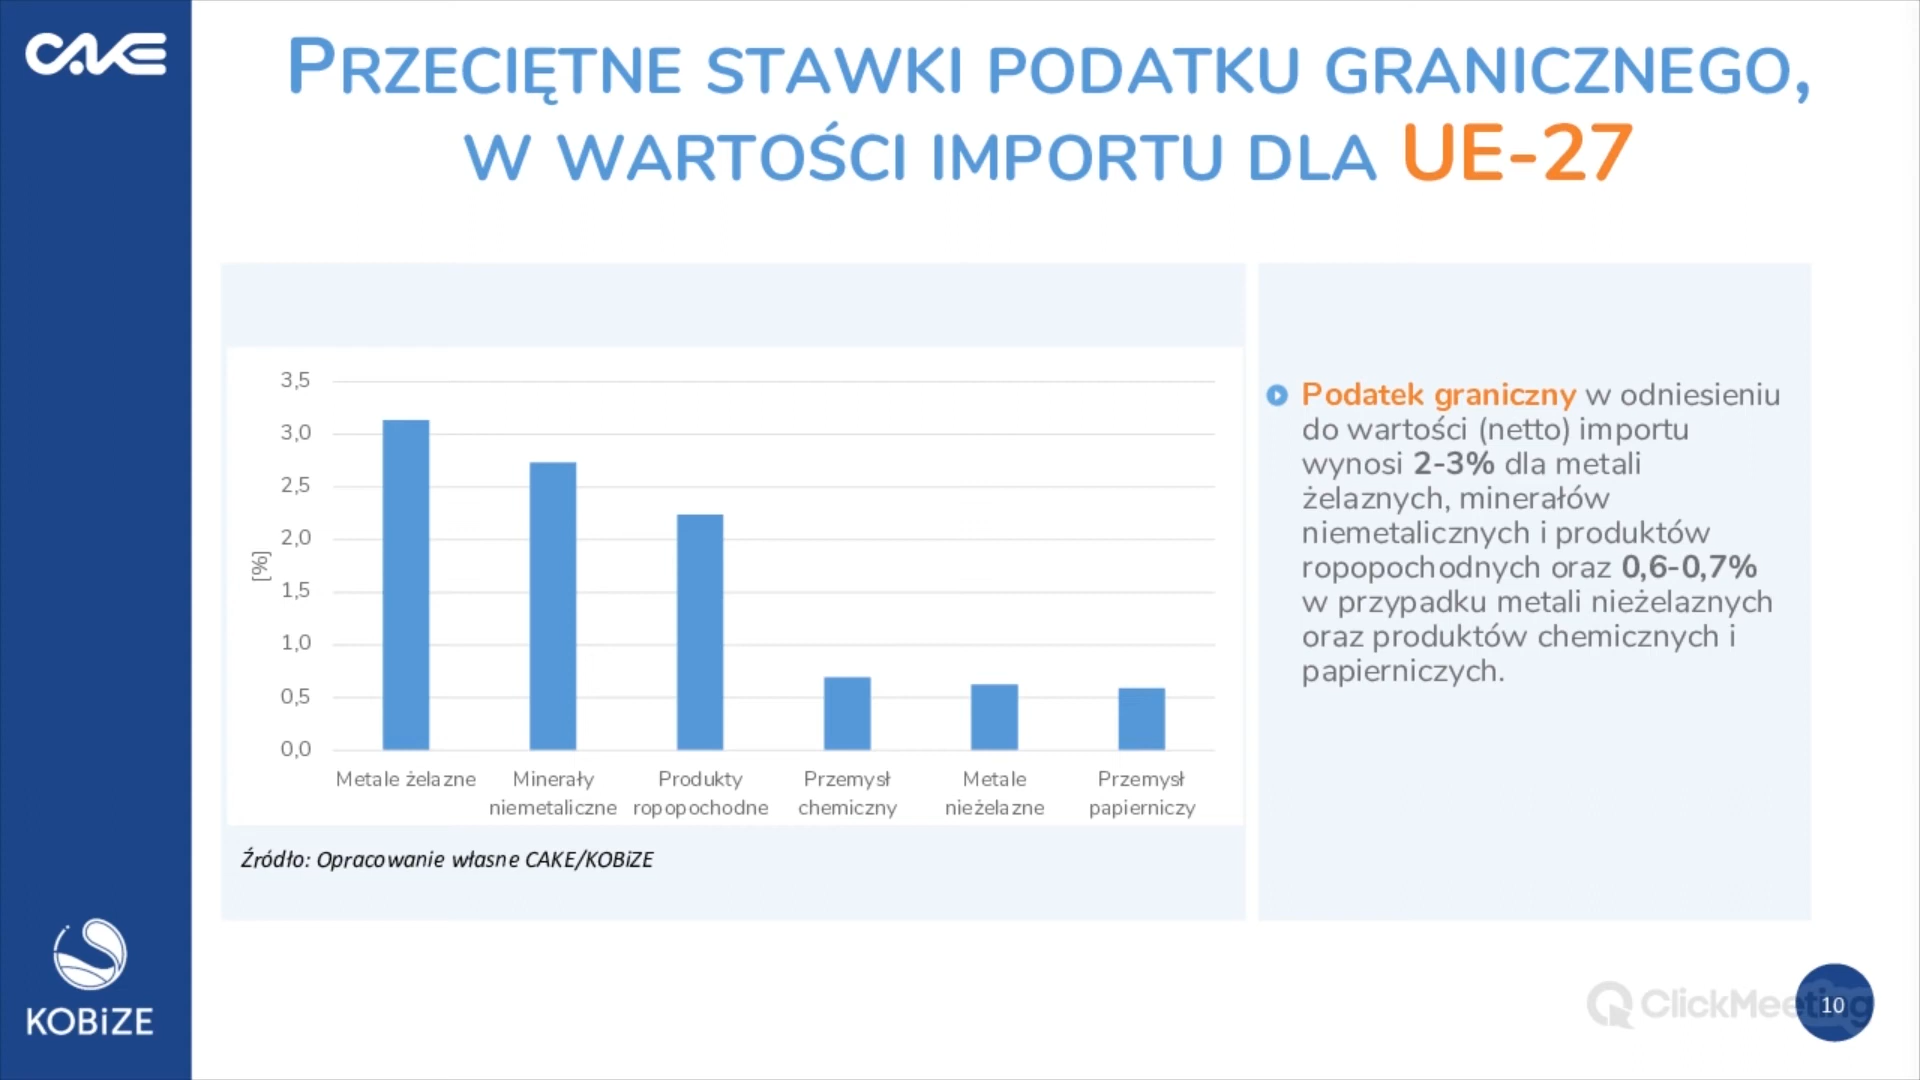 CAKE
PRZECIĘTNE STAWKI PODATKU GRANICZNEGO,
W WARTOŚCI IMPORTU DLA UE-27
3,5
3,0
2,5
2,0
1,5
1,0
0,5
0,0
[%]
Metale żelazne
Minerały
niemetaliczne
Produkty
ropopochodne
Przemysł
chemiczny
Metale
nieżelazne
Przemysł
papierniczy
Źródło: Opracowanie własne CAKE/KOBiZE
Podatek graniczny w odniesieniu
do wartości (netto) importu
wynosi 2-3% dla metali
żelaznych, minerałów
niemetalicznych i produktów
ropopochodnych oraz 0,6-0,7%
w przypadku metali nieżelaznych
oraz produktów chemicznych i
papierniczych.
KOBiZE
ClickMeeting
10